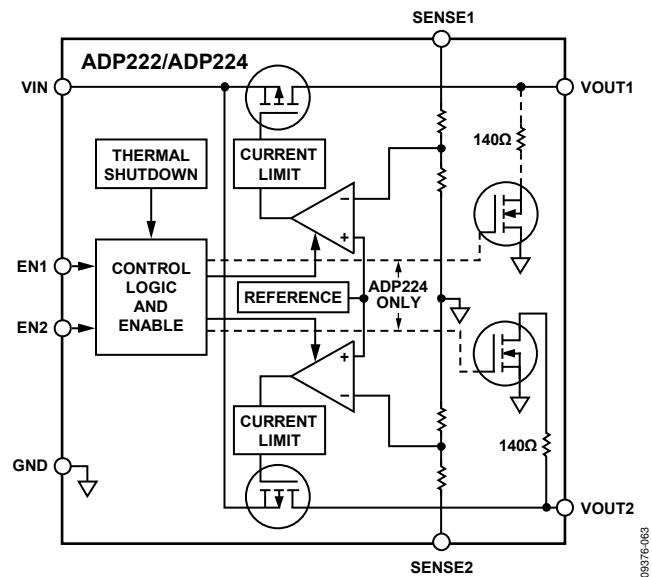 SENSE1
ADP222/ADP224
VIN
VOUT1
140Ω
THERMAL
SHUTDOWN
CURRENT
LIMIT
−
+
EN1
CONTROL
LOGIC
AND
ENABLE
REFERENCE
ADP224
ONLY
EN2
+
−
CURRENT
LIMIT
140Ω
GND
VOUT2
SENSE2
09376-063